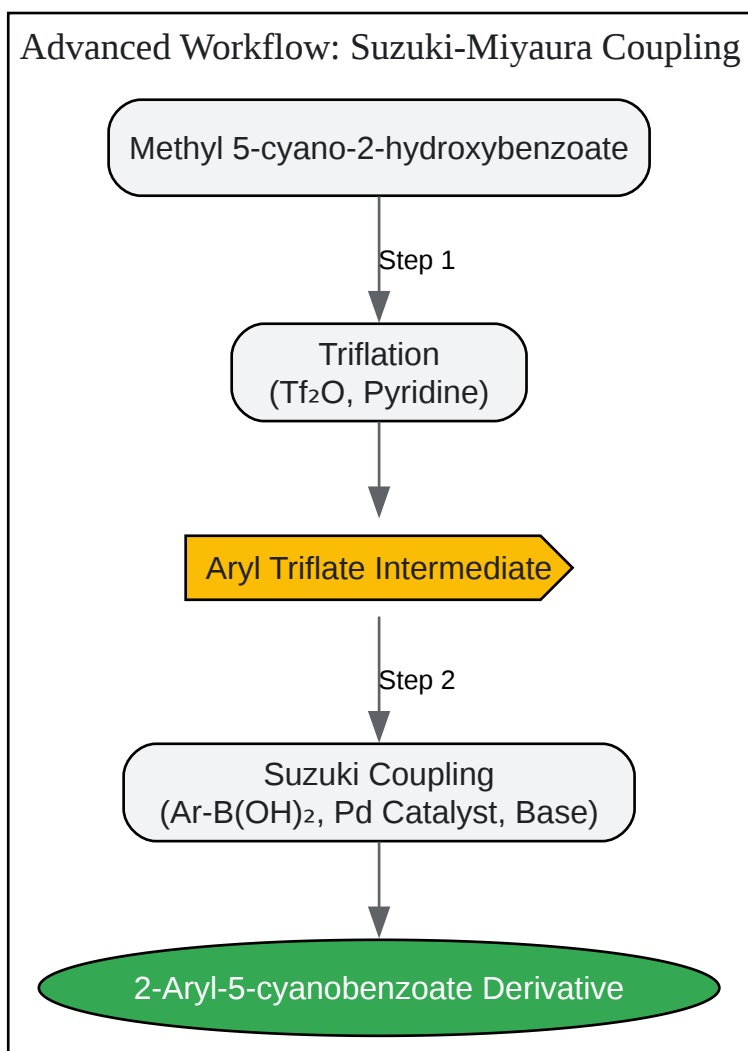 Advanced Workflow: Suzuki-Miyaura Coupling
Methyl 5-cyano-2-hydroxybenzoate
Step 1
Triflation
(Tf₂O, Pyridine)
Aryl Triflate Intermediate
Step 2
Suzuki Coupling
(Ar-B(OH)₂, Pd Catalyst, Base)
2-Aryl-5-cyanobenzoate Derivative